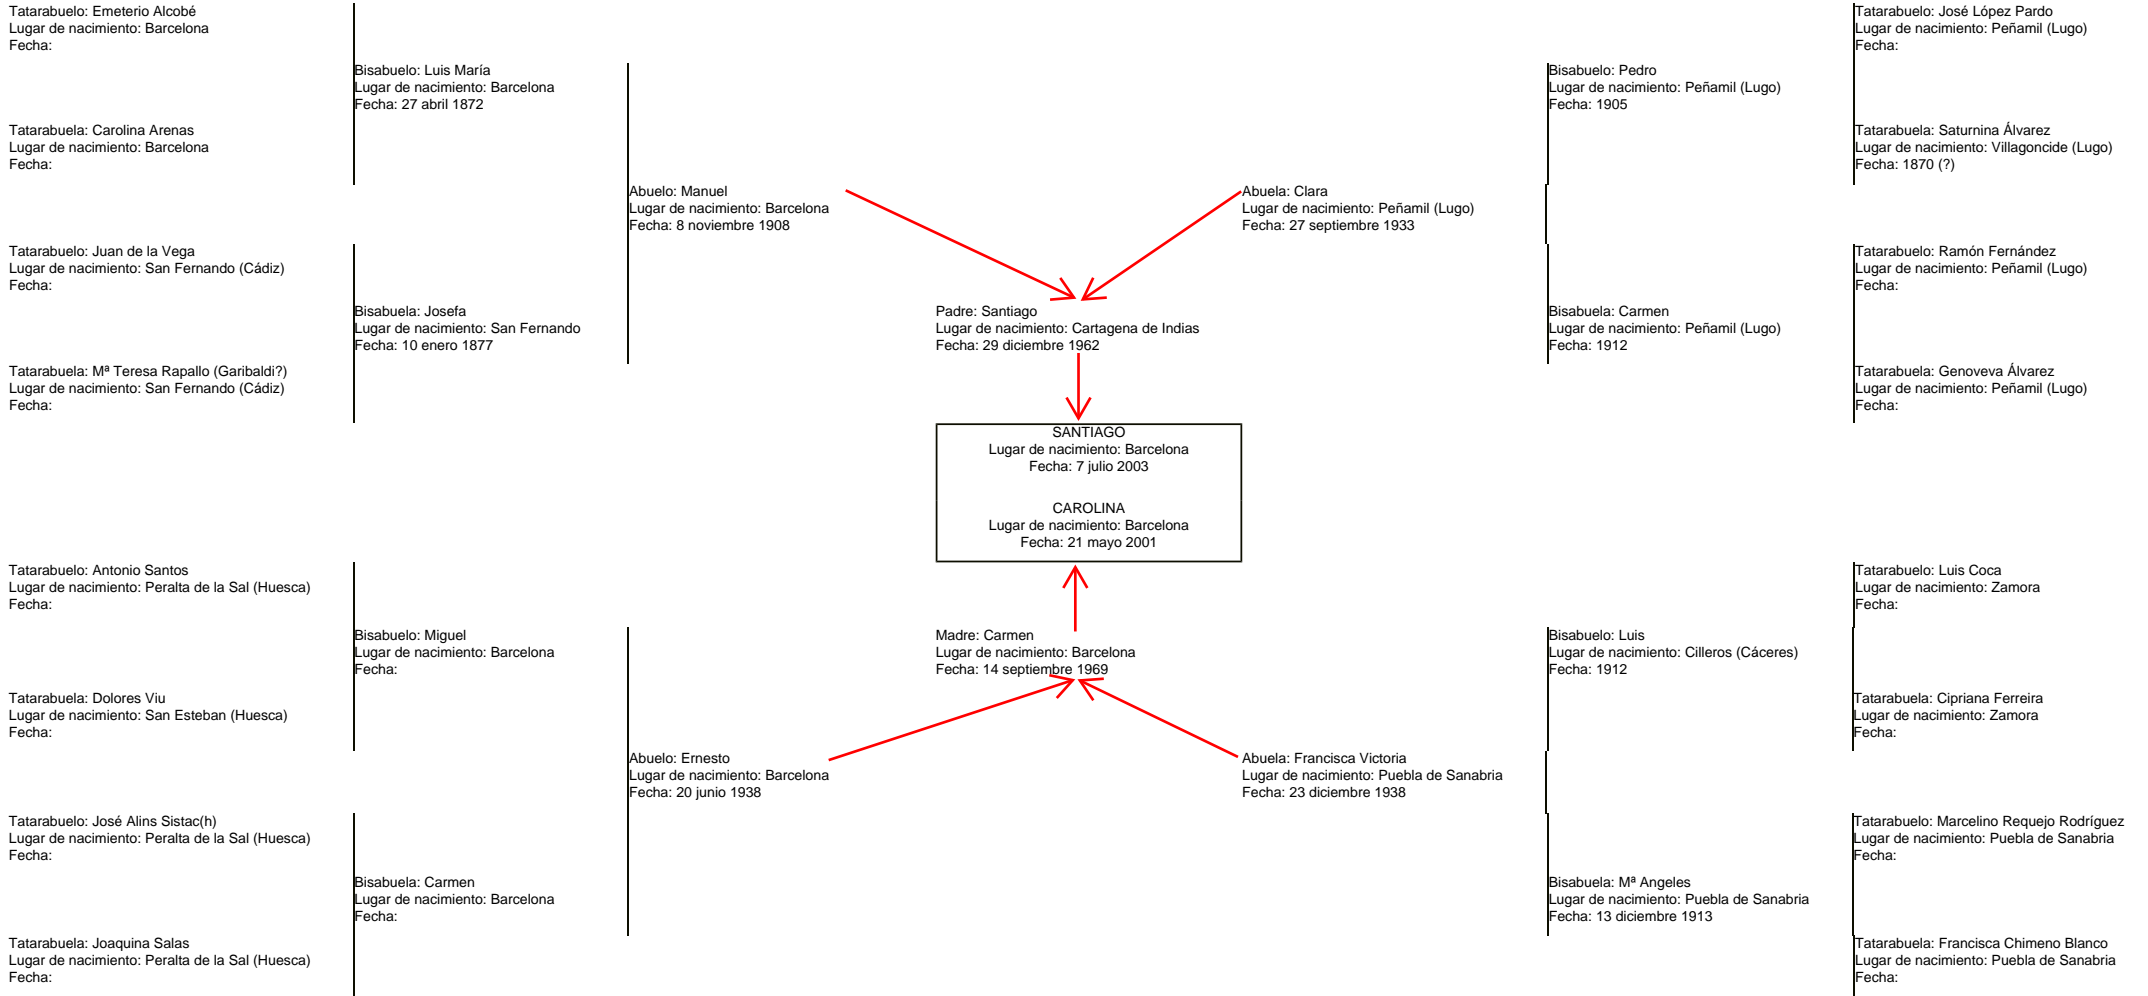 Tatarabuelo: Emeterio Alcobé
Lugar de nacimiento: Barcelona
Fecha:
Tatarabuela: Carolina Arenas
Lugar de nacimiento: Barcelona
Fecha:
Tatarabuelo: Juan de la Vega
Lugar de nacimiento: San Fernando (Cádiz)
Fecha:
Tatarabuela: Mª Teresa Rapallo (Garibaldi?)
Lugar de nacimiento: San Fernando (Cádiz)
Fecha:
Bisabuelo: Luis María
Lugar de nacimiento: Barcelona
Fecha: 27 abril 1872
Bisabuela: Josefa
Lugar de nacimiento: San Fernando
Fecha: 10 enero 1877
Abuelo: Manuel
Lugar de nacimiento: Barcelona
Fecha: 8 noviembre 1908
Padre: Santiago
Lugar de nacimiento: Cartagena de Indias
Fecha: 29 diciembre 1962
Abuela: Clara
Lugar de nacimiento: Peñamil (Lugo)
Fecha: 27 septiembre 1933
Bisabuelo: Pedro
Lugar de nacimiento: Peñamil (Lugo)
Fecha: 1905
Bisabuela: Carmen
Lugar de nacimiento: Peñamil (Lugo)
Fecha: 1912
Tatarabuelo: José López Pardo
Lugar de nacimiento: Peñamil (Lugo)
Fecha:
Tatarabuela: Saturnina Álvarez
Lugar de nacimiento: Villagoncide (Lugo)
Fecha: 1870 (?)
Tatarabuelo: Ramón Fernández
Lugar de nacimiento: Peñamil (Lugo)
Fecha:
Tatarabuela: Genoveva Álvarez
Lugar de nacimiento: Peñamil (Lugo)
Fecha:
SANTIAGO
Lugar de nacimiento: Barcelona
Fecha: 7 julio 2003
CAROLINA
Lugar de nacimiento: Barcelona
Fecha: 21 mayo 2001
Tatarabuelo: Antonio Santos
Lugar de nacimiento: Peralta de la Sal (Huesca)
Fecha:
Tatarabuela: Dolores Viu
Lugar de nacimiento: San Esteban (Huesca)
Fecha:
Tatarabuelo: José Alins Sistac(h)
Lugar de nacimiento: Peralta de la Sal (Huesca)
Fecha:
Tatarabuela: Joaquina Salas
Lugar de nacimiento: Peralta de la Sal (Huesca)
Fecha:
Bisabuelo: Miguel
Lugar de nacimiento: Barcelona
Fecha:
Bisabuela: Carmen
Lugar de nacimiento: Barcelona
Fecha:
Abuelo: Ernesto
Lugar de nacimiento: Barcelona
Fecha: 20 junio 1938
Madre: Carmen
Lugar de nacimiento: Barcelona
Fecha: 14 septiembre 1969
Abuela: Francisca Victoria
Lugar de nacimiento: Puebla de Sanabria
Fecha: 23 diciembre 1938
Bisabuelo: Luis
Lugar de nacimiento: Cilleros (Cáceres)
Fecha: 1912
Bisabuela: Mª Angeles
Lugar de nacimiento: Puebla de Sanabria
Fecha: 13 diciembre 1913
Tatarabuelo: Luis Coca
Lugar de nacimiento: Zamora
Fecha:
Tatarabuela: Cipriana Ferreira
Lugar de nacimiento: Zamora
Fecha:
Tatarabuelo: Marcelino Requejo Rodríguez
Lugar de nacimiento: Puebla de Sanabria
Fecha:
Tatarabuela: Francisca Chimeno Blanco
Lugar de nacimiento: Puebla de Sanabria
Fecha: